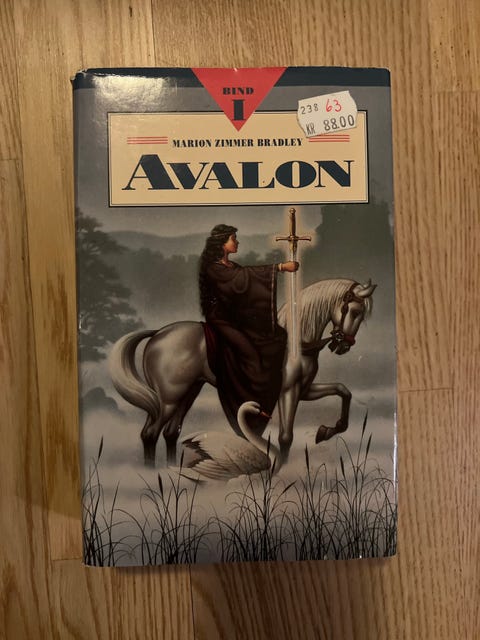 BIND
I
238 63
KR 88.00
MARION ZIMMER BRADLEY
AVALON